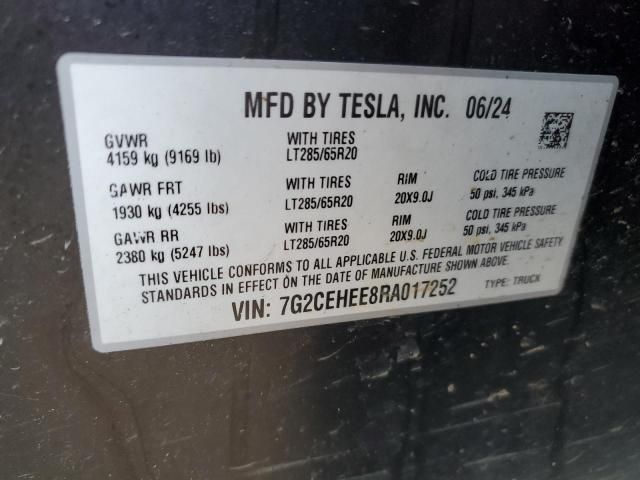 MFD BY TESLA, INC. 06/24
GVWR WITH TIRES
4159 kg (9169 lb) LT285/65R20
GAWR FRT WITH TIRES RIM COLD TIRE PRESSURE
1930 kg (4255 lbs) LT285/65R20 20X9.0J 50 psi, 345 kPa
GAWR RR WITH TIRES RIM COLD TIRE PRESSURE
2380 kg (5247 lbs) LT285/65R20 20X9.0J 50 psi, 345 kPa
THIS VEHICLE CONFORMS TO ALL APPLICABLE U.S. FEDERAL MOTOR VEHICLE SAFETY
STANDARDS IN EFFECT ON THE DATE OF MANUFACTURE SHOWN ABOVE.
VIN: 7G2CEHEE8RA017252 TYPE: TRUCK